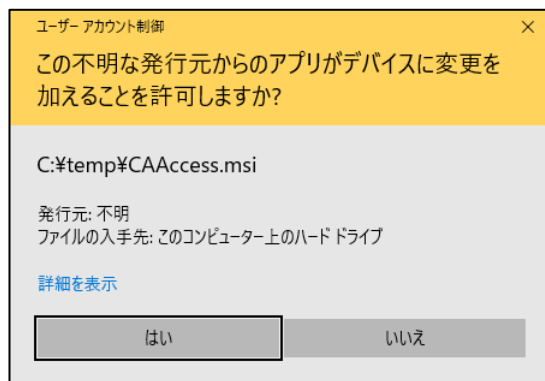 ユーザー アカウント制御
この不明な発行元からのアプリがデバイスに変更を
加えることを許可しますか?
C:¥temp¥CAAccess.msi
発行元: 不明
ファイルの入手先: このコンピューター上のハード ドライブ
詳細を表示
はい
いいえ